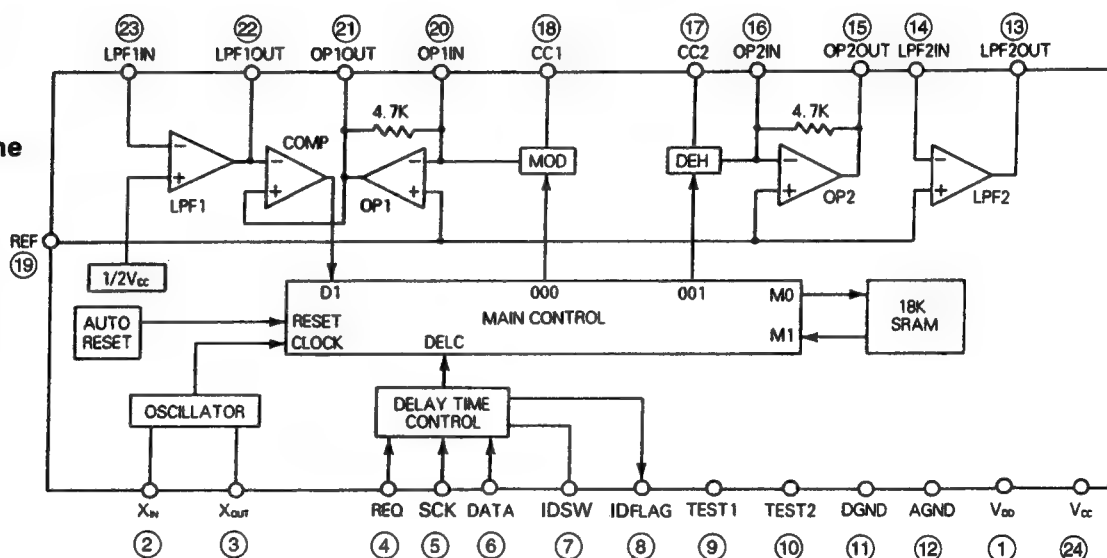 23 22 21 20 18 17 16 15 14 13
LPF1IN LPF1OUT OP1OUT OP1IN CC1 CC2 OP2IN OP2OUT LPF2IN LPF2OUT
4.7K 4.7K
COMP
ne
− − − MOD DEH − −
+ + + + +
LPF1 OP1 OP2 LPF2
REF
19
1/2Vcc
D1 000 001 M0
AUTO RESET
RESET
CLOCK
MAIN CONTROL
DELC
M1
18K SRAM
OSCILLATOR
DELAY TIME
CONTROL
XIN XOUT REQ SCK DATA IDSW IDFLAG TEST1 TEST2 DGND AGND VDD Vcc
2 3 4 5 6 7 8 9 10 11 12 1 24